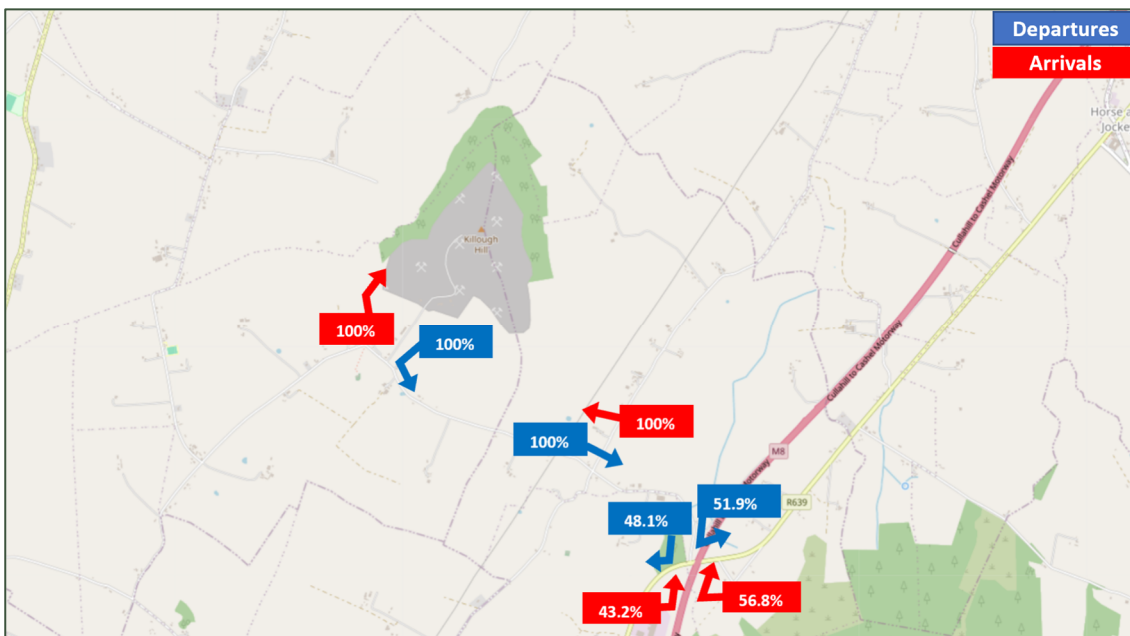 Departures
Arrivals
Horse a
Jocke
Cullahill to Cashel Motorway
Killough
Hill
100%
100%
Cullahill to Cashel Motorway
100%
100%
M8
Motorway
51.9%
R639
48.1%
43.2%
56.8%